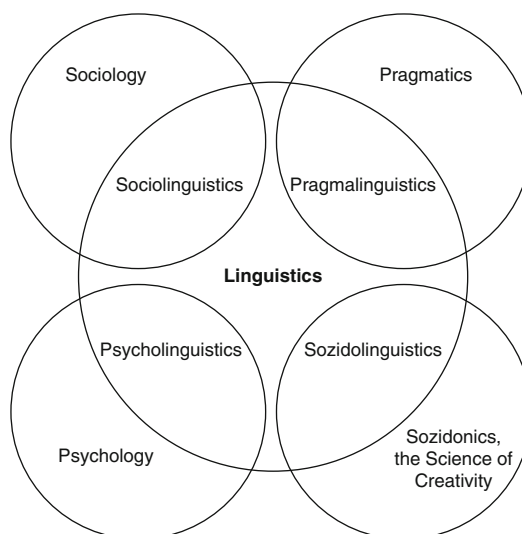 Sociology
Pragmatics
Sociolinguistics
Pragmalinguistics
Linguistics
Psycholinguistics
Sozidolinguistics
Psychology
Sozidonics,
the Science of
Creativity